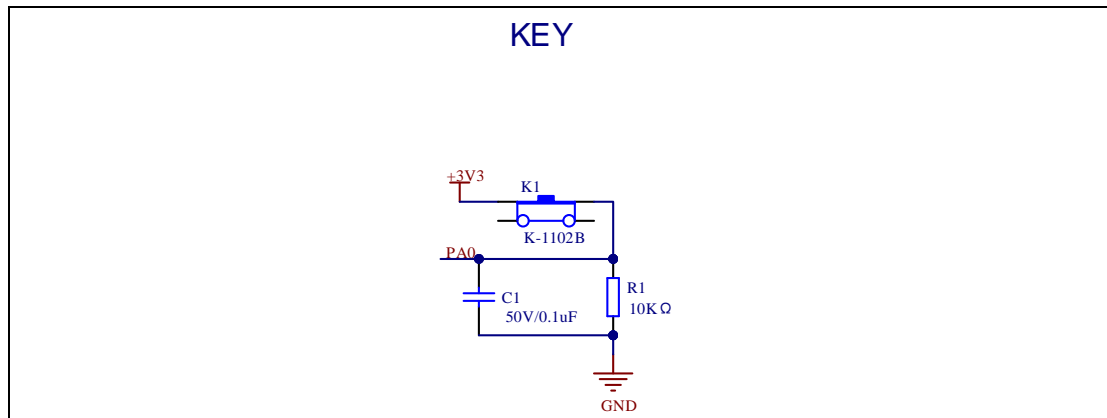 KEY
+3V3
K1
K-1102B
PA0
C1
50V/0.1uF
R1
10KΩ
GND